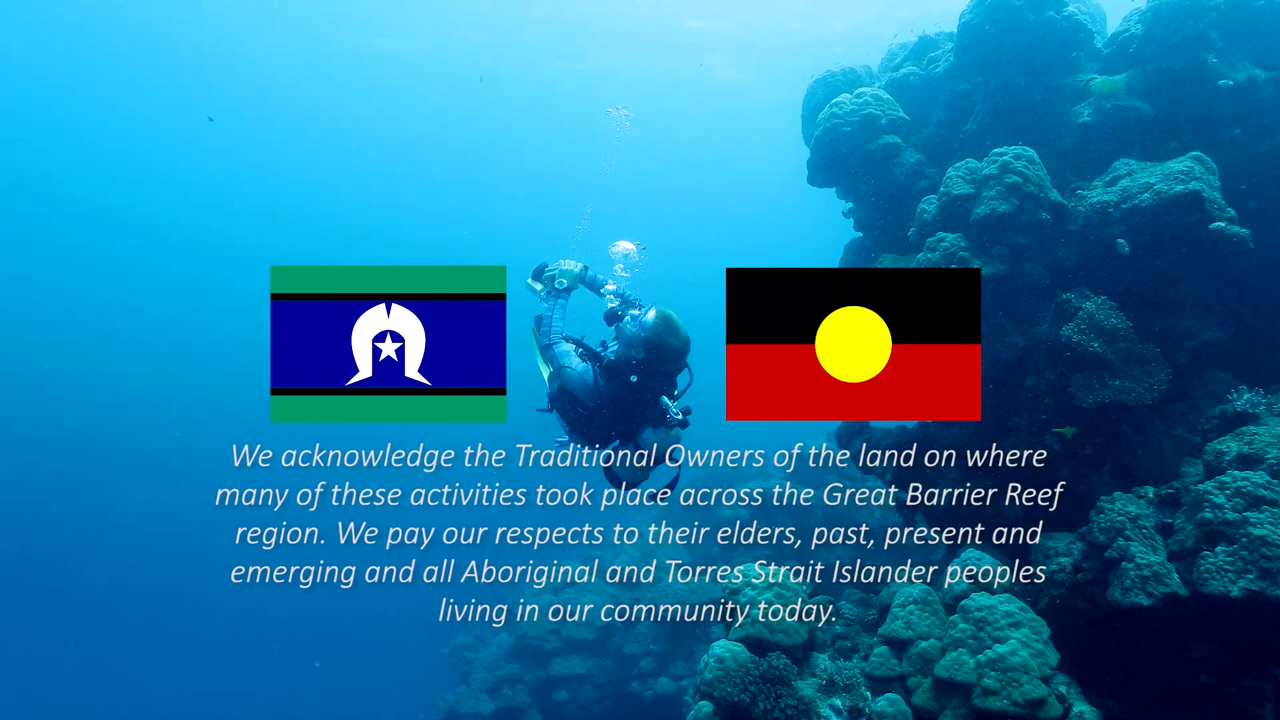 We acknowledge the Traditional Owners of the land on where
many of these activities took place across the Great Barrier Reef
region. We pay our respects to their elders, past, present and
emerging and all Aboriginal and Torres Strait Islander peoples
living in our community today.